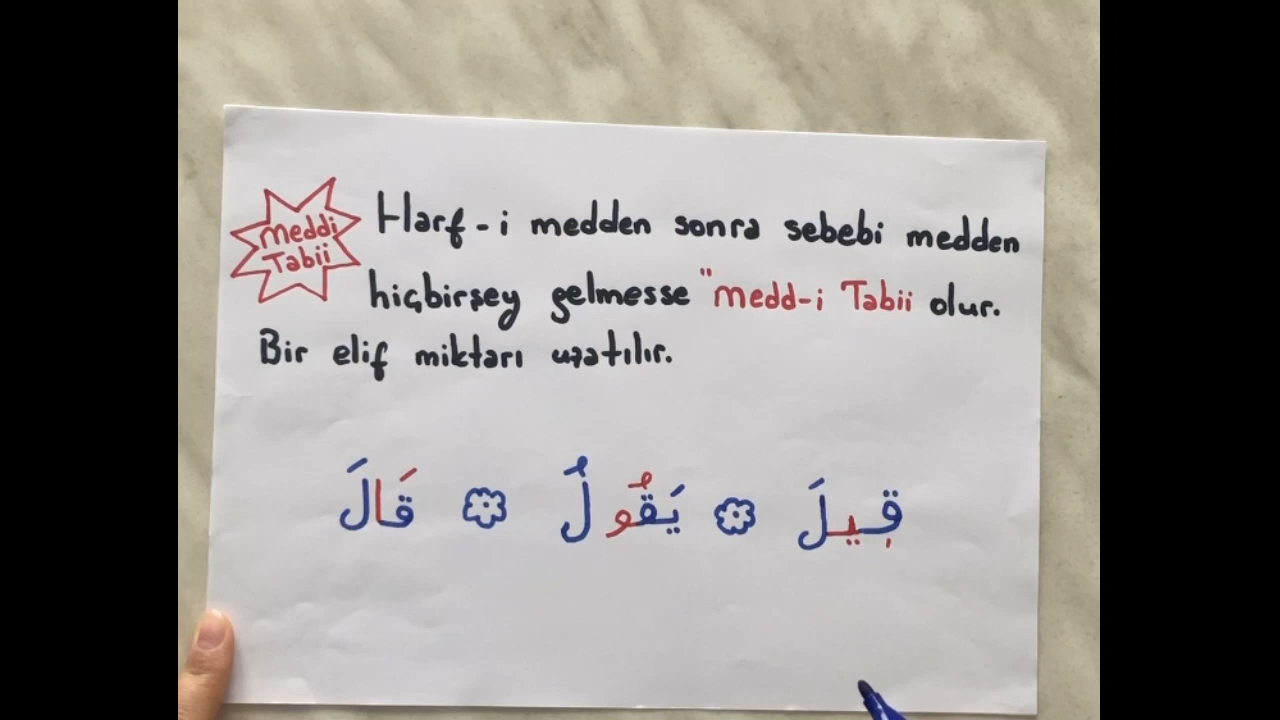 Meddi
Tabii
Harf-i medden sonra sebebi medden
hiçbirşey gelmesse "medd-i Tabii olur.
Bir elif miktarı uzatılır.
قِيلَ ۞ يَقُولُ ۞ قَالَ